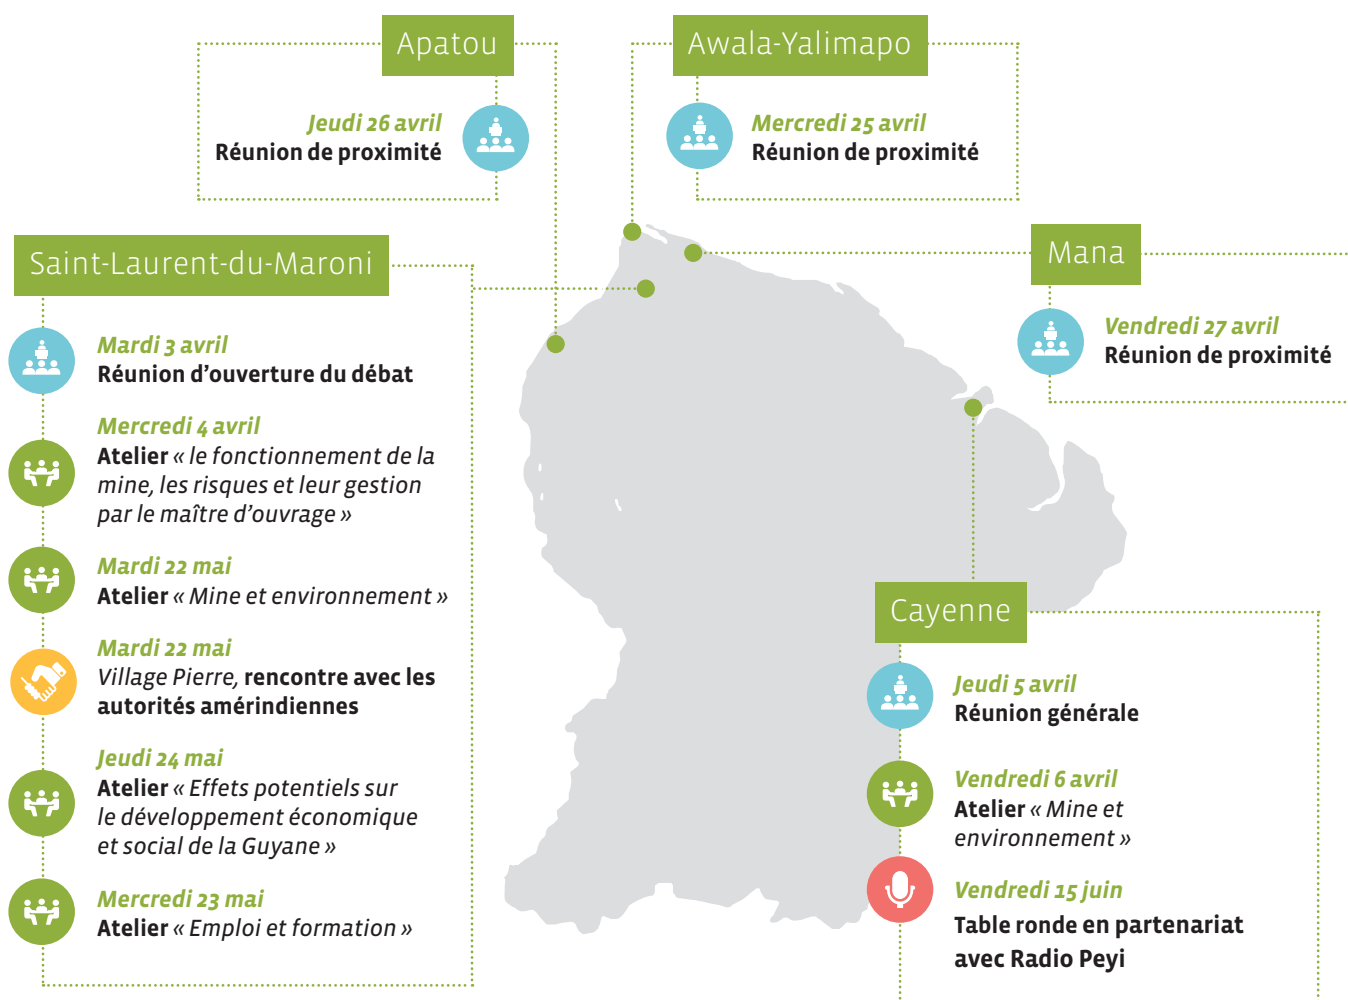 Apatou
Jeudi 26 avril
Réunion de proximité
Awala-Yalimapo
Mercredi 25 avril
Réunion de proximité
Mana
Vendredi 27 avril
Réunion de proximité
Saint-Laurent-du-Maroni
Mardi 3 avril
Réunion d’ouverture du débat
Mercredi 4 avril
Atelier « le fonctionnement de la
mine, les risques et leur gestion
par le maître d’ouvrage »
Mardi 22 mai
Atelier « Mine et environnement »
Mardi 22 mai
Village Pierre, rencontre avec les
autorités amérindiennes
Jeudi 24 mai
Atelier « Effets potentiels sur
le développement économique
et social de la Guyane »
Mercredi 23 mai
Atelier « Emploi et formation »
Cayenne
Jeudi 5 avril
Réunion générale
Vendredi 6 avril
Atelier « Mine et
environnement »
Vendredi 15 juin
Table ronde en partenariat
avec Radio Peyi